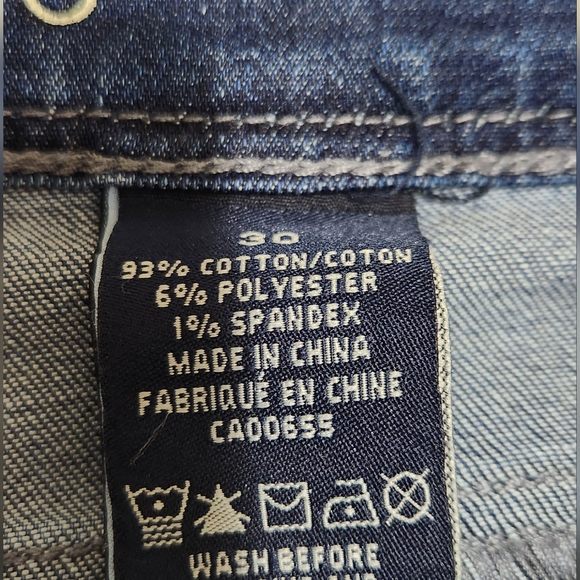 30
93% COTTON/COTON
6% POLYESTER
1% SPANDEX
MADE IN CHINA
FABRIQUÉ EN CHINE
CA00655
WASH BEFORE